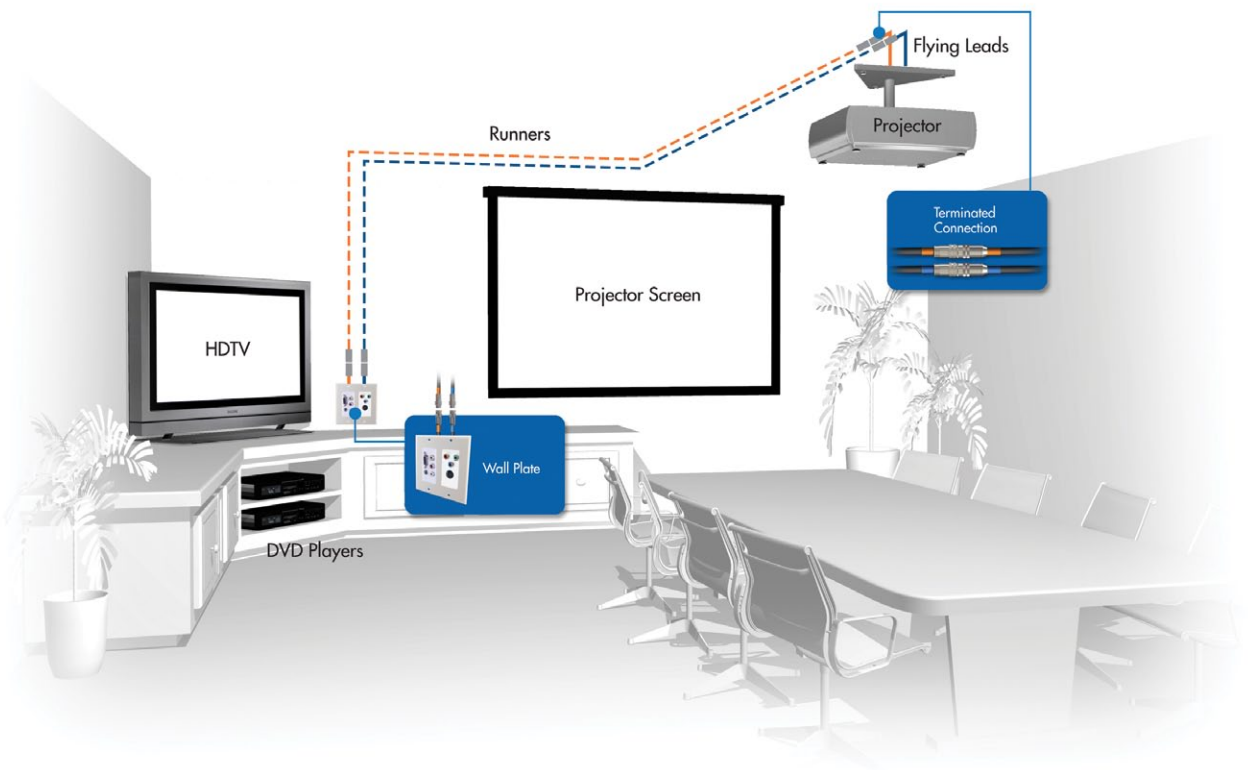 Flying Leads
Projector
Runners
Terminated
Connection
Projector Screen
HDTV
Wall Plate
DVD Players